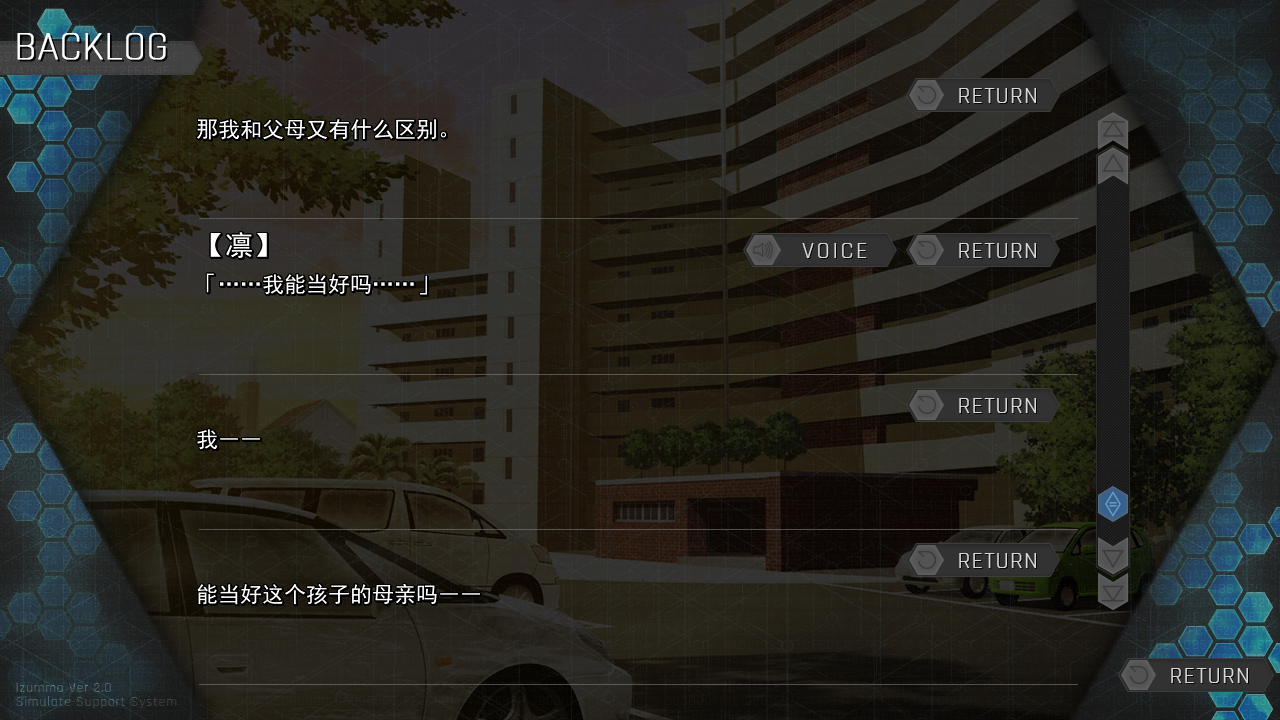 BACKLOG
RETURN
那我和父母又有什么区别。
【凛】
VOICE
RETURN
「……我能当好吗……」
RETURN
我——
RETURN
能当好这个孩子的母亲吗——
RETURN
Izumma Ver 2.0
Simulate Support System